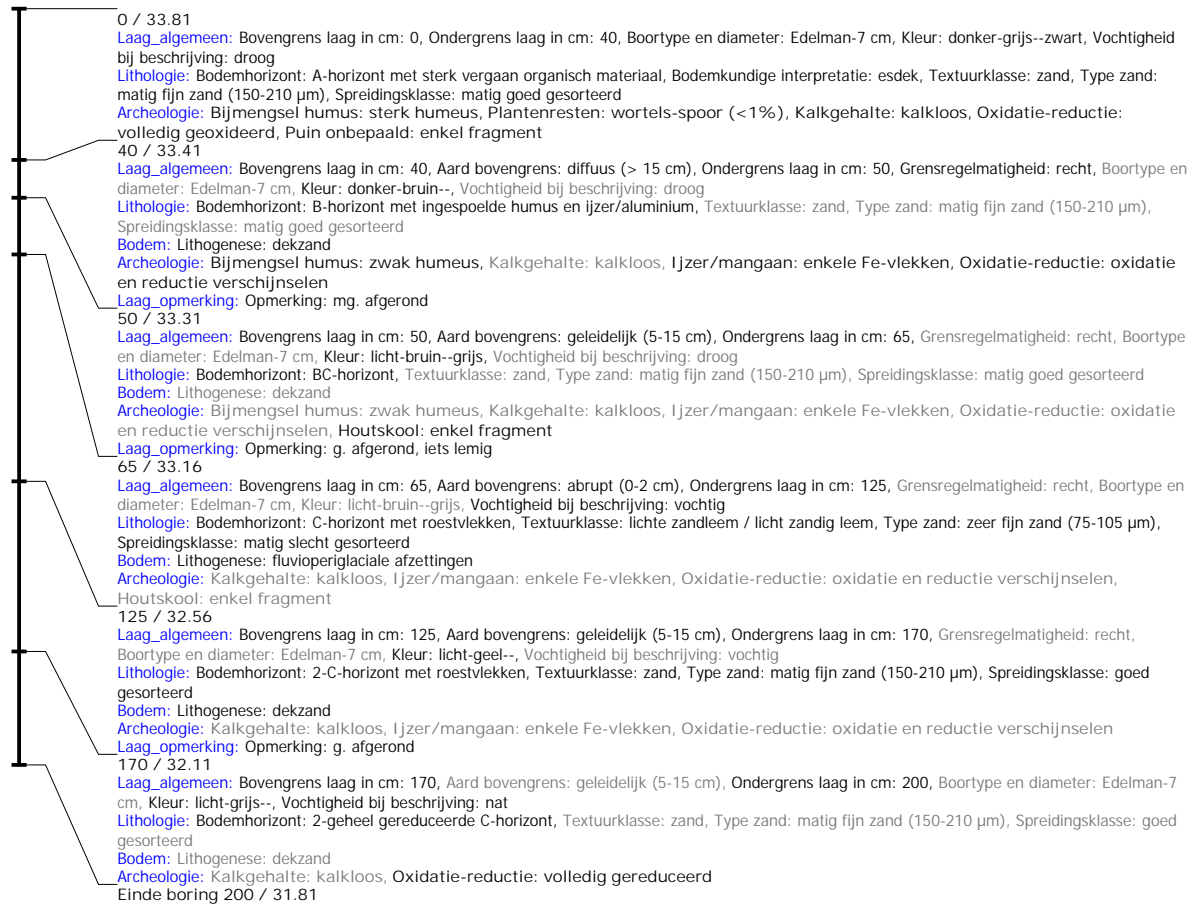 0 / 33.81
Laag_algemeen: Bovengrens laag in cm: 0, Ondergrens laag in cm: 40, Boortype en diameter: Edelman-7 cm, Kleur: donker-grijs--zwart, Vochtigheid
bij beschrijving: droog
Lithologie: Bodemhorizont: A-horizont met sterk vergaan organisch materiaal, Bodemkundige interpretatie: esdek, Textuurklasse: zand, Type zand:
matig fijn zand (150-210 µm), Spreidingsklasse: matig goed gesorteerd
Archeologie: Bijmengsel humus: sterk humeus, Plantenresten: wortels-spoor (<1%), Kalkgehalte: kalkloos, Oxidatie-reductie:
volledig geoxideerd, Puin onbepaald: enkel fragment
40 / 33.41
Laag_algemeen: Bovengrens laag in cm: 40, Aard bovengrens: diffuus (> 15 cm), Ondergrens laag in cm: 50, Grensregelmatigheid: recht, Boortype en
diameter: Edelman-7 cm, Kleur: donker-bruin--, Vochtigheid bij beschrijving: droog
Lithologie: Bodemhorizont: B-horizont met ingespoelde humus en ijzer/aluminium, Textuurklasse: zand, Type zand: matig fijn zand (150-210 µm),
Spreidingsklasse: matig goed gesorteerd
Bodem: Lithogenese: dekzand
Archeologie: Bijmengsel humus: zwak humeus, Kalkgehalte: kalkloos, Ijzer/mangaan: enkele Fe-vlekken, Oxidatie-reductie: oxidatie
en reductie verschijnselen
Laag_opmerking: Opmerking: mg. afgerond
50 / 33.31
Laag_algemeen: Bovengrens laag in cm: 50, Aard bovengrens: geleidelijk (5-15 cm), Ondergrens laag in cm: 65, Grensregelmatigheid: recht, Boortype
en diameter: Edelman-7 cm, Kleur: licht-bruin--grijs, Vochtigheid bij beschrijving: droog
Lithologie: Bodemhorizont: BC-horizont, Textuurklasse: zand, Type zand: matig fijn zand (150-210 µm), Spreidingsklasse: matig goed gesorteerd
Bodem: Lithogenese: dekzand
Archeologie: Bijmengsel humus: zwak humeus, Kalkgehalte: kalkloos, Ijzer/mangaan: enkele Fe-vlekken, Oxidatie-reductie: oxidatie
en reductie verschijnselen, Houtskool: enkel fragment
Laag_opmerking: Opmerking: g. afgerond, iets lemig
65 / 33.16
Laag_algemeen: Bovengrens laag in cm: 65, Aard bovengrens: abrupt (0-2 cm), Ondergrens laag in cm: 125, Grensregelmatigheid: recht, Boortype en
diameter: Edelman-7 cm, Kleur: licht-bruin--grijs, Vochtigheid bij beschrijving: vochtig
Lithologie: Bodemhorizont: C-horizont met roestvlekken, Textuurklasse: lichte zandleem / licht zandig leem, Type zand: zeer fijn zand (75-105 µm),
Spreidingsklasse: matig slecht gesorteerd
Bodem: Lithogenese: fluvioperiglaciale afzettingen
Archeologie: Kalkgehalte: kalkloos, Ijzer/mangaan: enkele Fe-vlekken, Oxidatie-reductie: oxidatie en reductie verschijnselen,
Houtskool: enkel fragment
125 / 32.56
Laag_algemeen: Bovengrens laag in cm: 125, Aard bovengrens: geleidelijk (5-15 cm), Ondergrens laag in cm: 170, Grensregelmatigheid: recht,
Boortype en diameter: Edelman-7 cm, Kleur: licht-geel--, Vochtigheid bij beschrijving: vochtig
Lithologie: Bodemhorizont: 2-C-horizont met roestvlekken, Textuurklasse: zand, Type zand: matig fijn zand (150-210 µm), Spreidingsklasse: goed
gesorteerd
Bodem: Lithogenese: dekzand
Archeologie: Kalkgehalte: kalkloos, Ijzer/mangaan: enkele Fe-vlekken, Oxidatie-reductie: oxidatie en reductie verschijnselen
Laag_opmerking: Opmerking: g. afgerond
170 / 32.11
Laag_algemeen: Bovengrens laag in cm: 170, Aard bovengrens: geleidelijk (5-15 cm), Ondergrens laag in cm: 200, Boortype en diameter: Edelman-7
cm, Kleur: licht-grijs--, Vochtigheid bij beschrijving: nat
Lithologie: Bodemhorizont: 2-geheel gereduceerde C-horizont, Textuurklasse: zand, Type zand: matig fijn zand (150-210 µm), Spreidingsklasse: goed
gesorteerd
Bodem: Lithogenese: dekzand
Archeologie: Kalkgehalte: kalkloos, Oxidatie-reductie: volledig gereduceerd
Einde boring 200 / 31.81